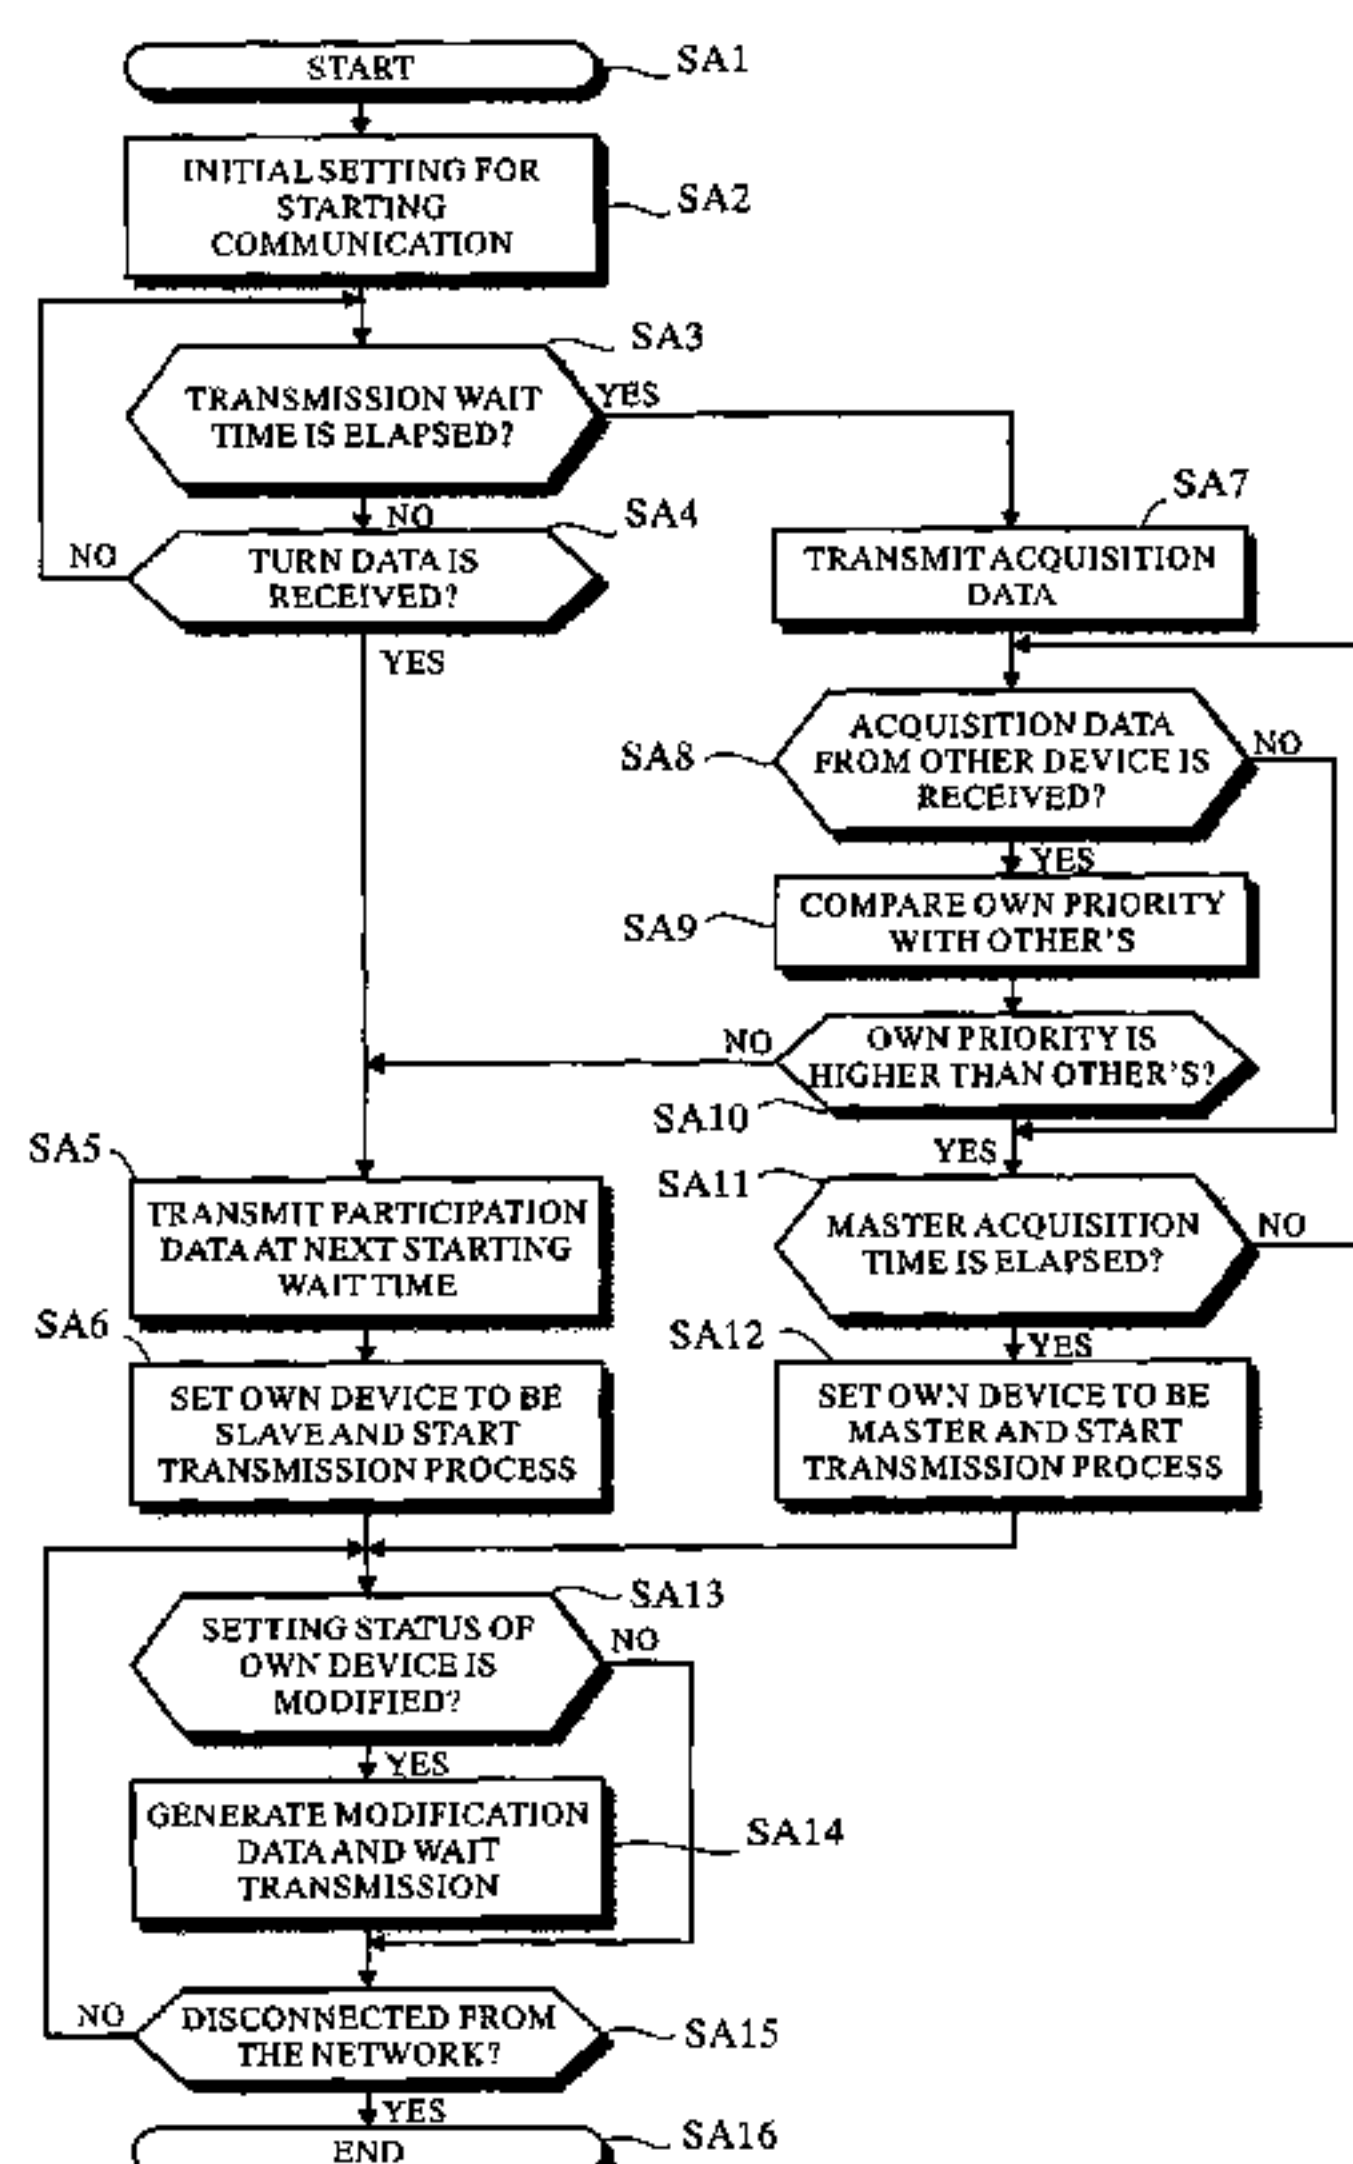 START
SA1
INITIAL SETTING FOR
STARTING
COMMUNICATION
SA2
SA3
TRANSMISSION WAIT
TIME IS ELAPSED?
YES
NO
SA4
TURN DATA IS
RECEIVED?
NO
YES
SA7
TRANSMIT ACQUISITION
DATA
SA8
ACQUISITION DATA
FROM OTHER DEVICE IS
RECEIVED?
NO
YES
SA9
COMPARE OWN PRIORITY
WITH OTHER'S
NO
OWN PRIORITY IS
HIGHER THAN OTHER'S?
SA10
YES
SA5
TRANSMIT PARTICIPATION
DATA AT NEXT STARTING
WAIT TIME
SA11
MASTER ACQUISITION
TIME IS ELAPSED?
NO
YES
SA6
SET OWN DEVICE TO BE
SLAVE AND START
TRANSMISSION PROCESS
SA12
SET OWN DEVICE TO BE
MASTER AND START
TRANSMISSION PROCESS
SA13
SETTING STATUS OF
OWN DEVICE IS
MODIFIED?
NO
YES
GENERATE MODIFICATION
DATA AND WAIT
TRANSMISSION
SA14
NO
DISCONNECTED FROM
THE NETWORK?
SA15
YES
END
SA16